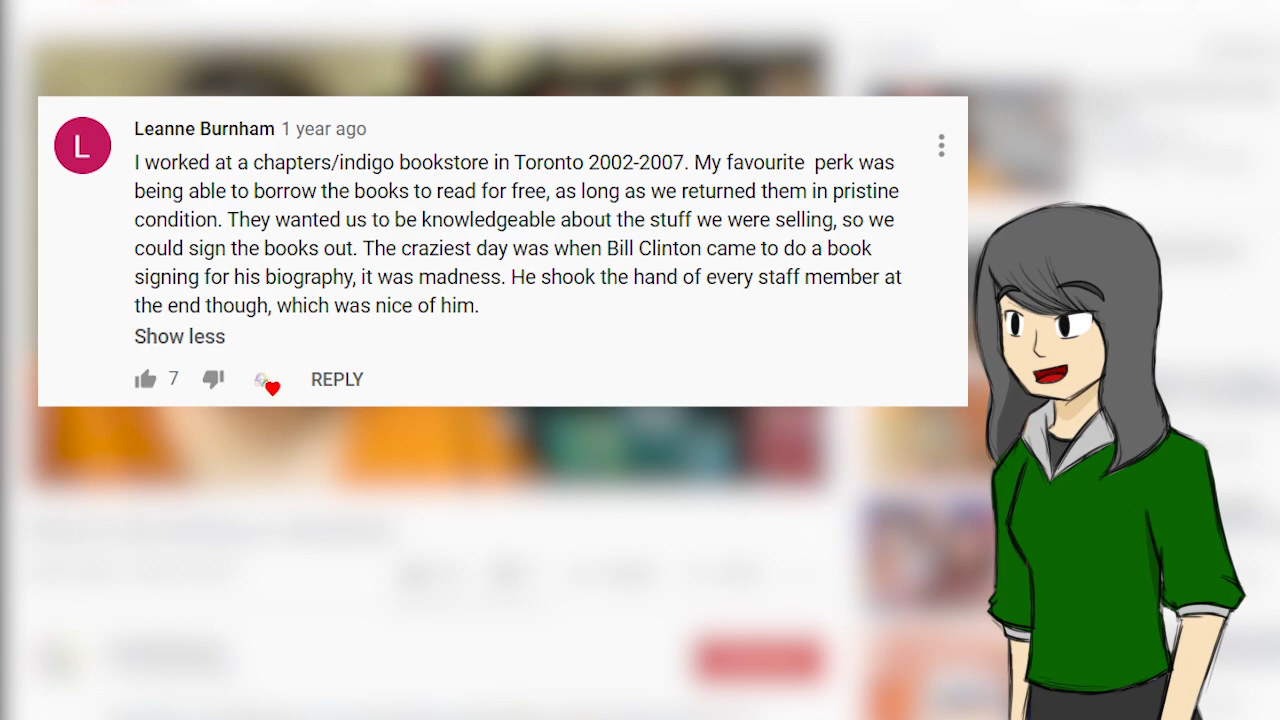 Leanne Burnham 1 year ago
I worked at a chapters/indigo bookstore in Toronto 2002-2007. My favourite  perk was
being able to borrow the books to read for free, as long as we returned them in pristine
condition. They wanted us to be knowledgeable about the stuff we were selling, so we
could sign the books out. The craziest day was when Bill Clinton came to do a book
signing for his biography, it was madness. He shook the hand of every staff member at
the end though, which was nice of him.
Show less
7 REPLY
L